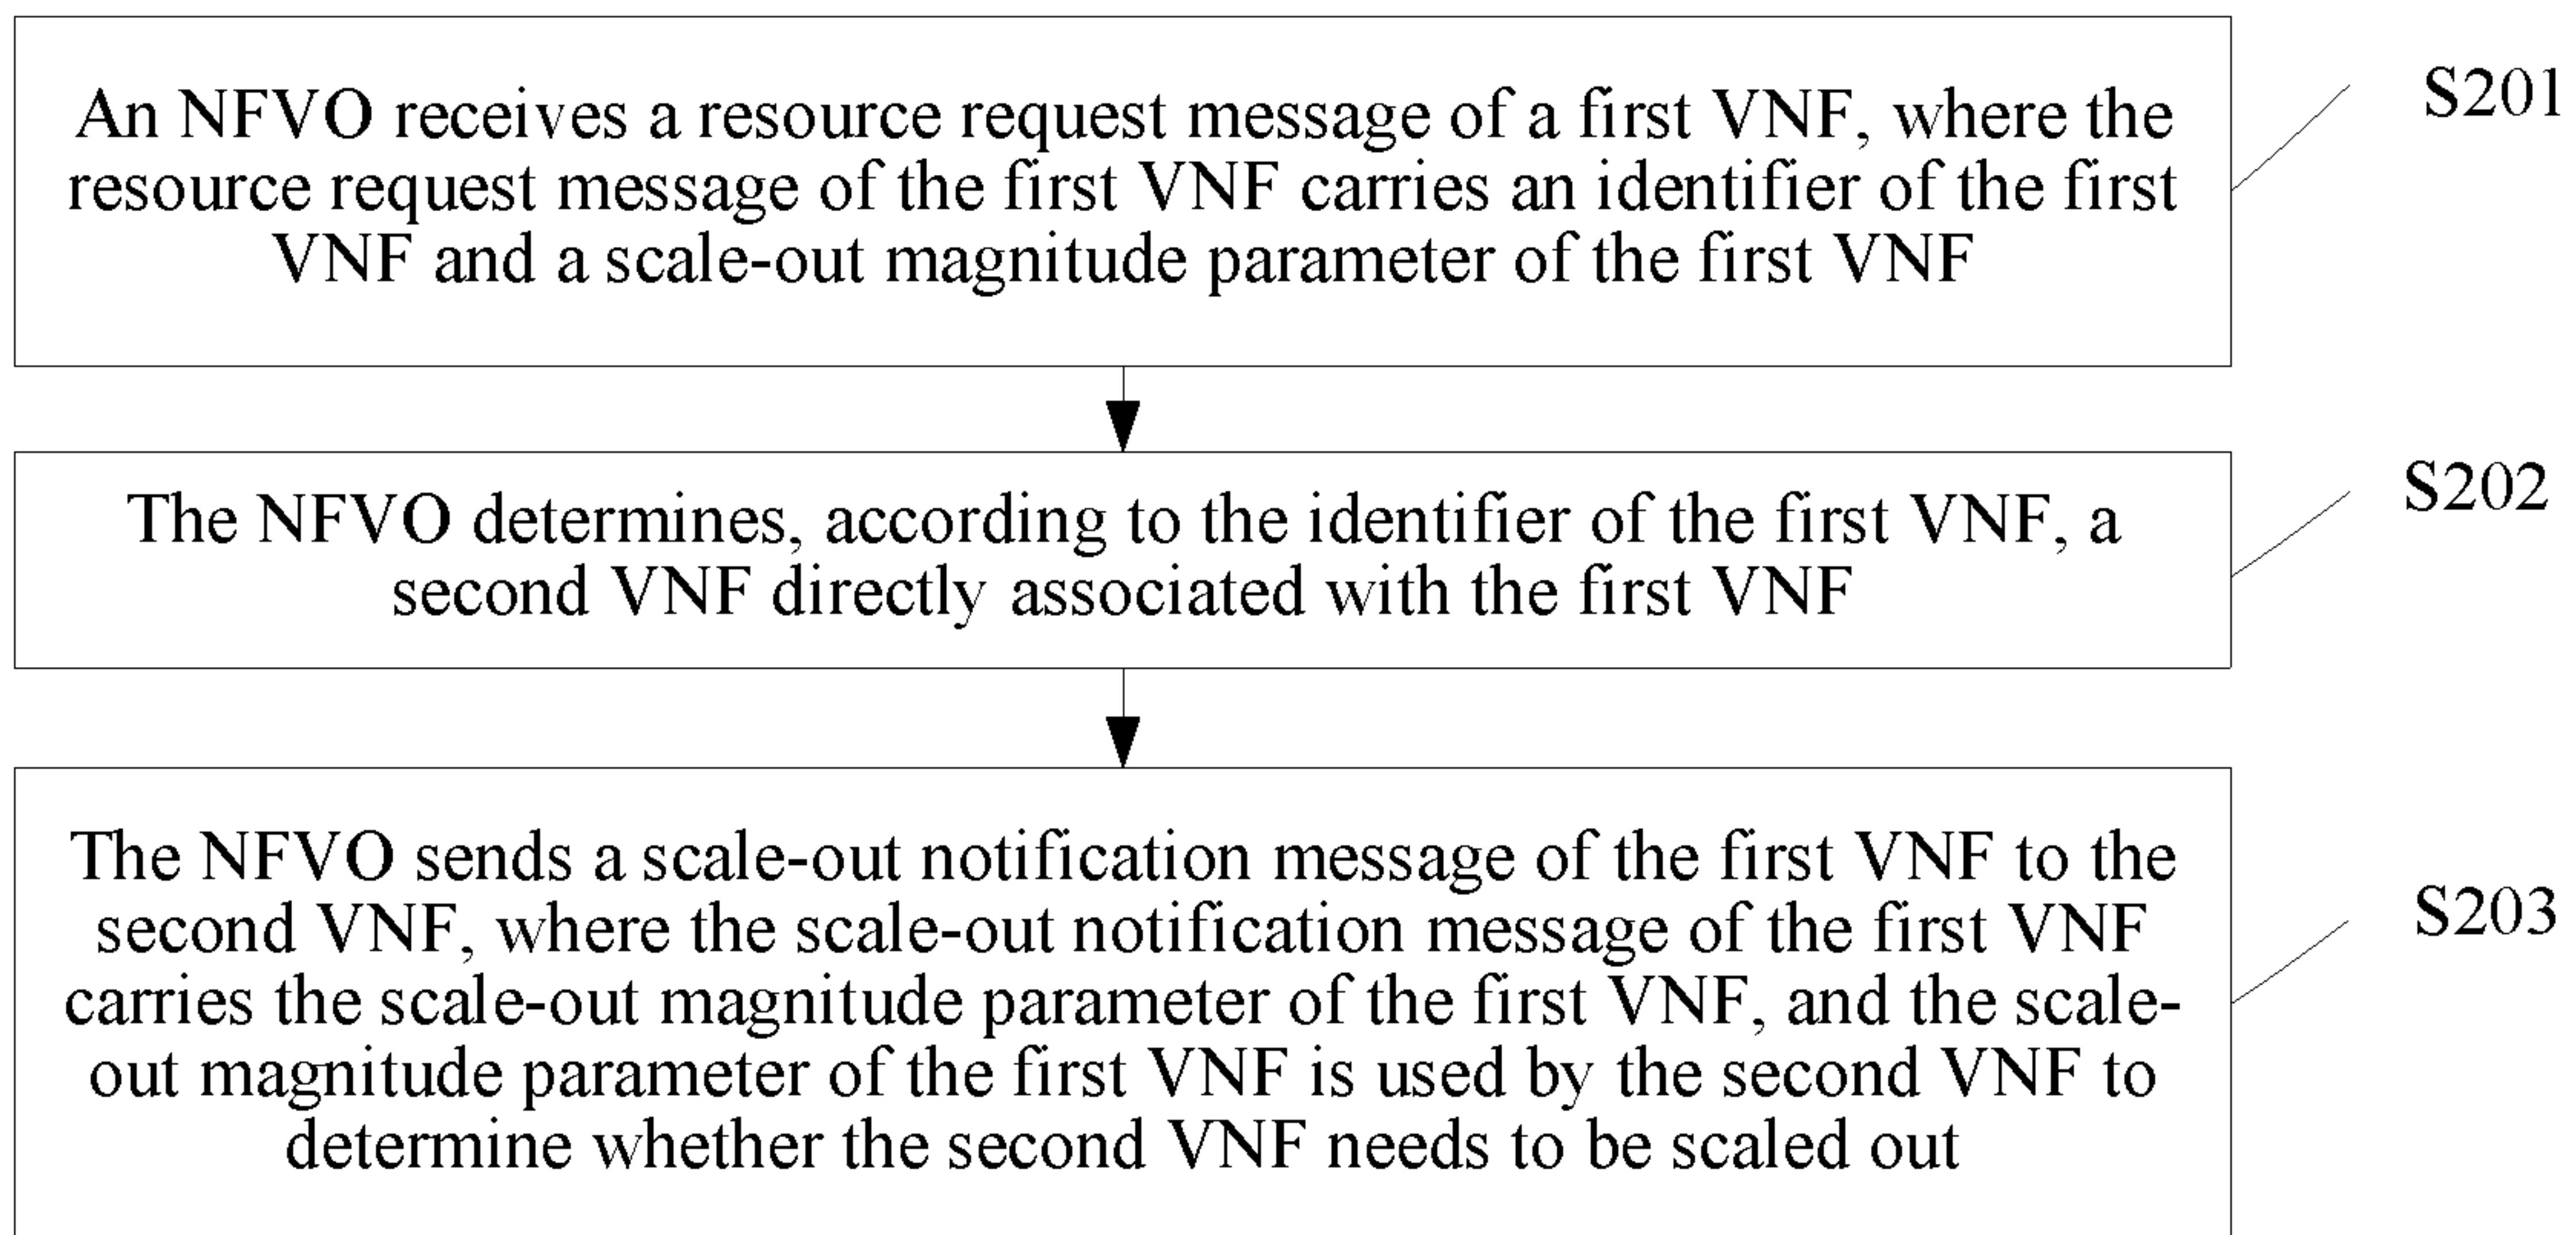 An NFVO receives a resource request message of a first VNF, where the
resource request message of the first VNF carries an identifier of the first
VNF and a scale-out magnitude parameter of the first VNF
S201
The NFVO determines, according to the identifier of the first VNF, a
second VNF directly associated with the first VNF
S202
The NFVO sends a scale-out notification message of the first VNF to the
second VNF, where the scale-out notification message of the first VNF
carries the scale-out magnitude parameter of the first VNF, and the scale-
out magnitude parameter of the first VNF is used by the second VNF to
determine whether the second VNF needs to be scaled out
S203